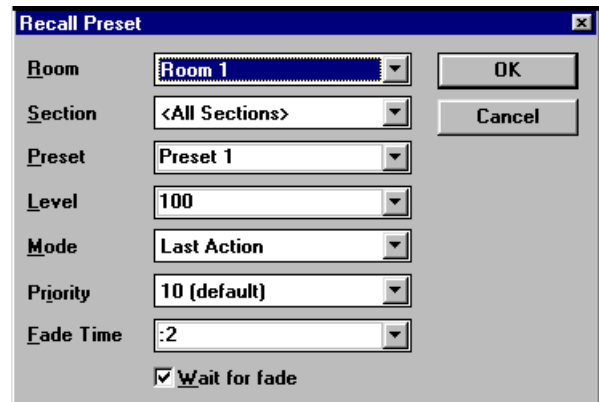 Recall Preset
Room Room 1 OK
Section <All Sections> Cancel
Preset Preset 1
Level 100
Mode Last Action
Priority 10 (default)
Fade Time :2
Wait for fade